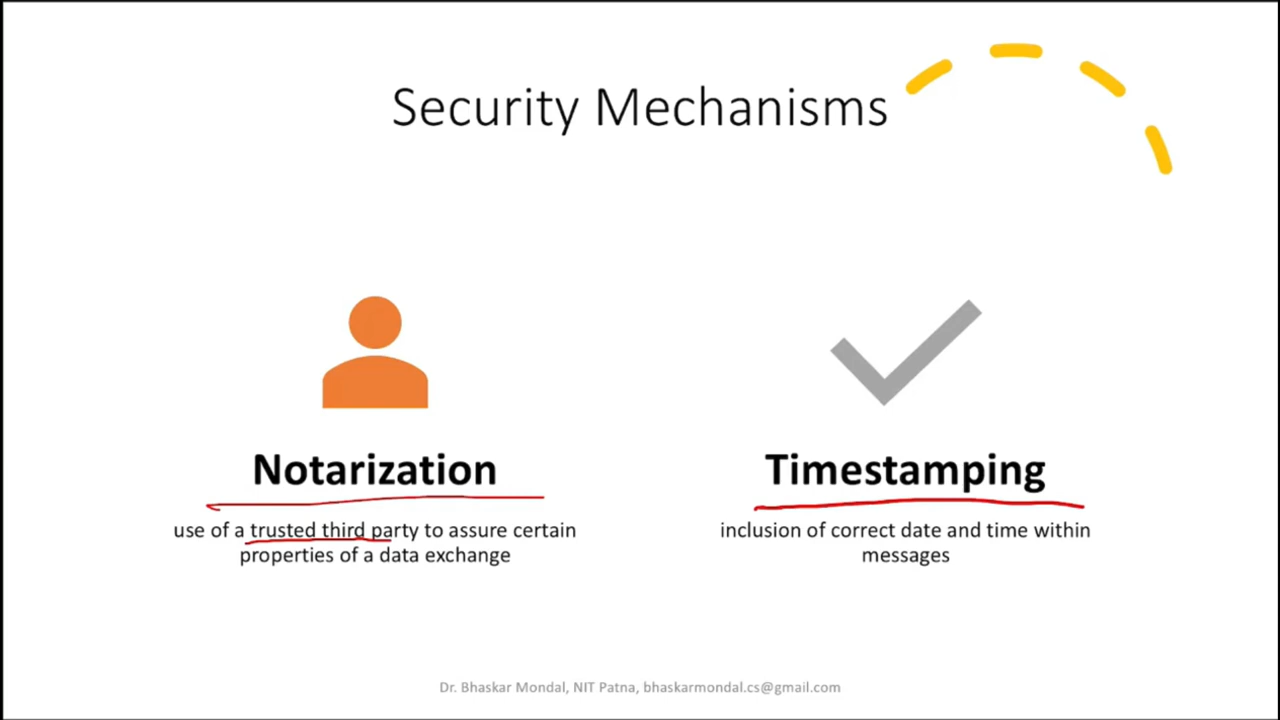 Security Mechanisms
Notarization
use of a trusted third party to assure certain
properties of a data exchange
Timestamping
inclusion of correct date and time within
messages
Dr. Bhaskar Mondal, NIT Patna, bhaskarmondal.cs@gmail.com